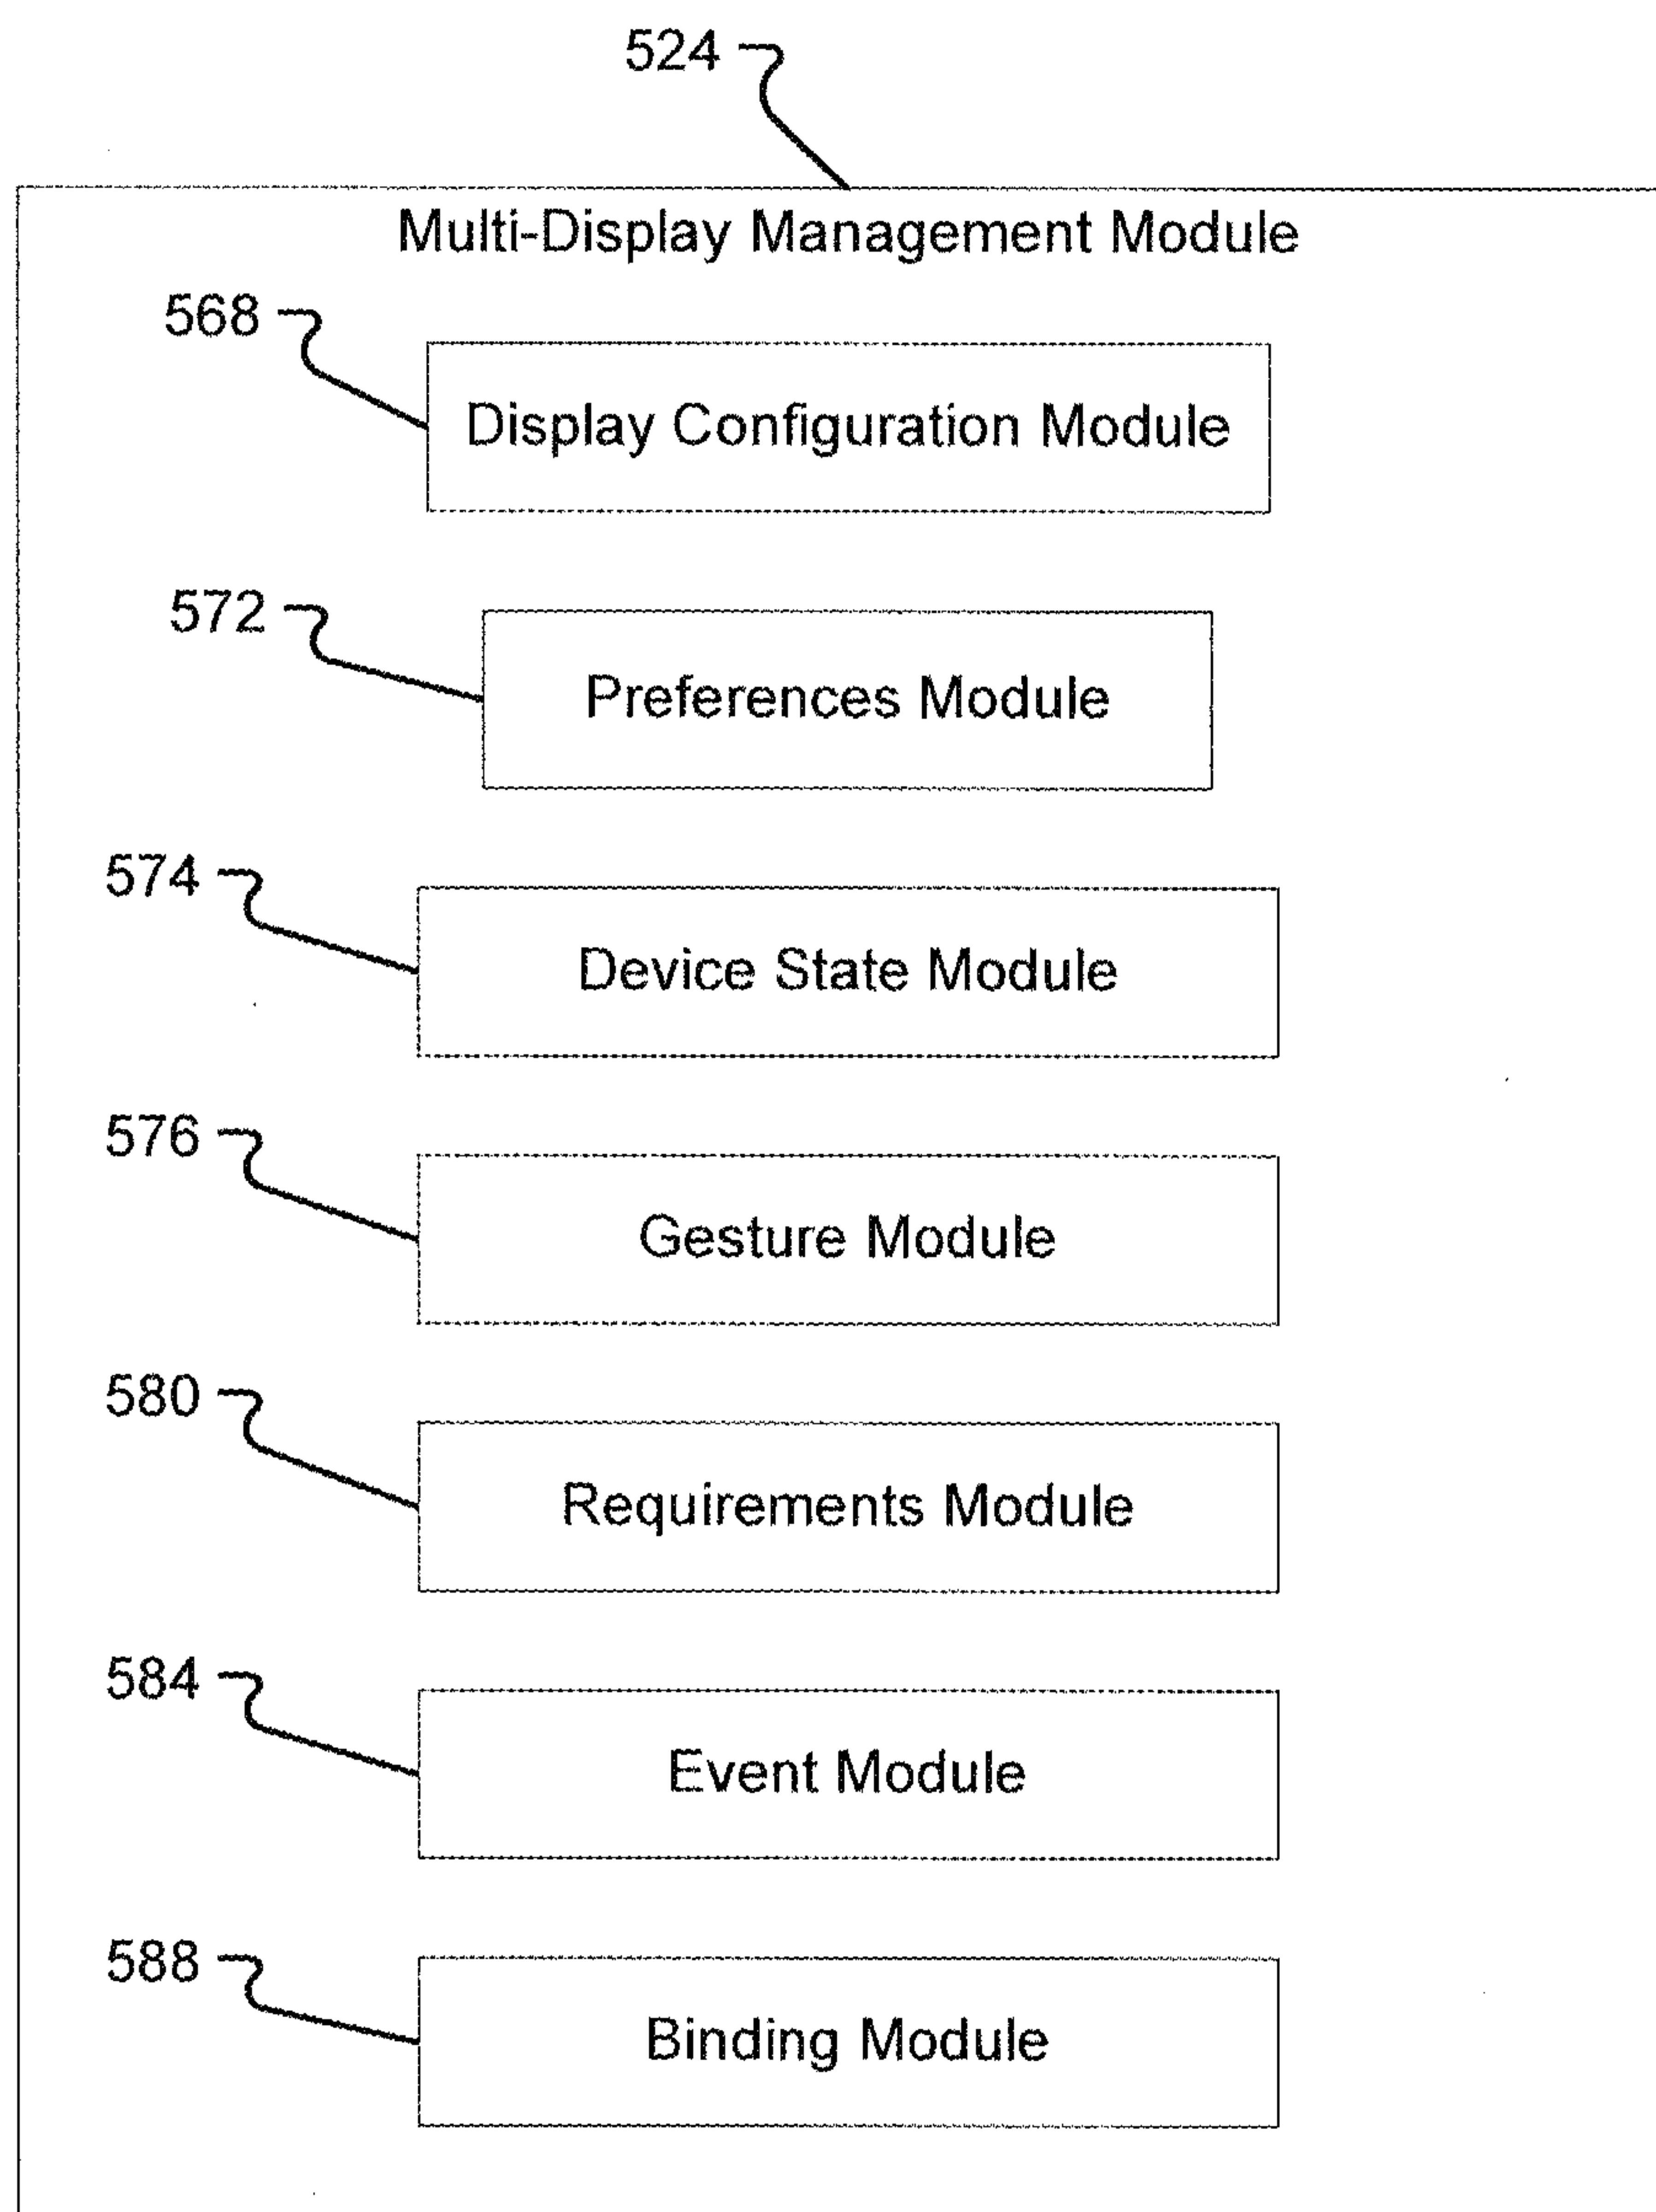 524
Multi-Display Management Module
568
Display Configuration Module
572
Preferences Module
574
Device State Module
576
Gesture Module
580
Requirements Module
584
Event Module
588
Binding Module